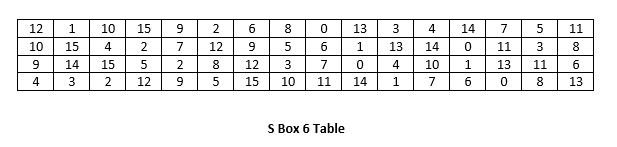 12 1 10 15 9 2 6 8 0 13 3 4 14 7 5 11
10 15 4 2 7 12 9 5 6 1 13 14 0 11 3 8
9 14 15 5 2 8 12 3 7 0 4 10 1 13 11 6
4 3 2 12 9 5 15 10 11 14 1 7 6 0 8 13
S Box 6 Table